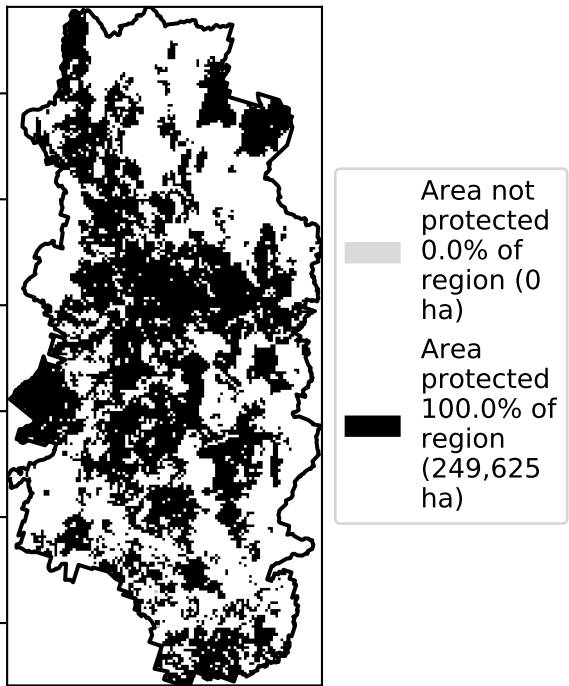 Area not
protected
0.0% of
region (0
ha)
Area
protected
100.0% of
region
(249,625
ha)